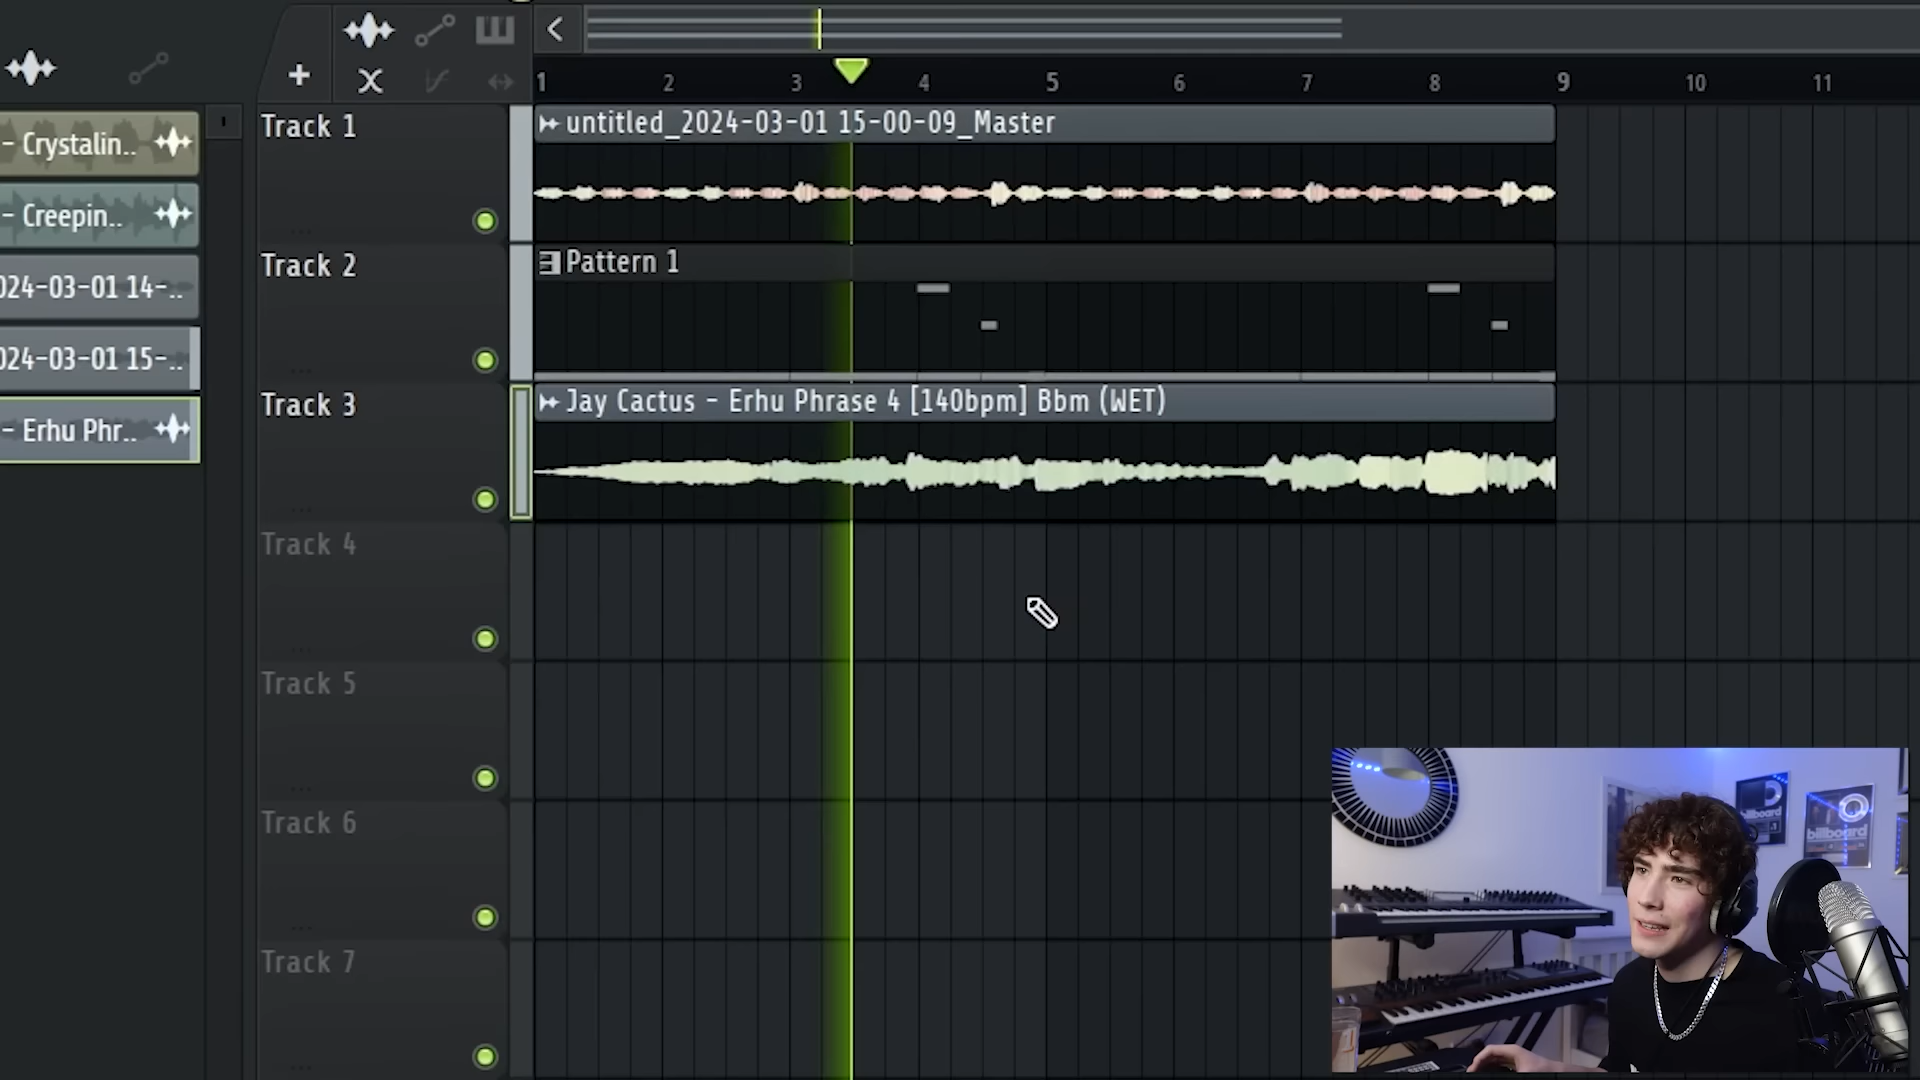 1 2 3 4 5 6 7 8 9 10 11
- Crystalin..
- Creepin..
024-03-01 14-..
024-03-01 15-..
- Erhu Phr..
Track 1
untitled_2024-03-01 15-00-09_Master
Track 2
Pattern 1
Track 3
Jay Cactus - Erhu Phrase 4 [140bpm] Bbm (WET)
Track 4
Track 5
Track 6
Track 7
billboard
billboard